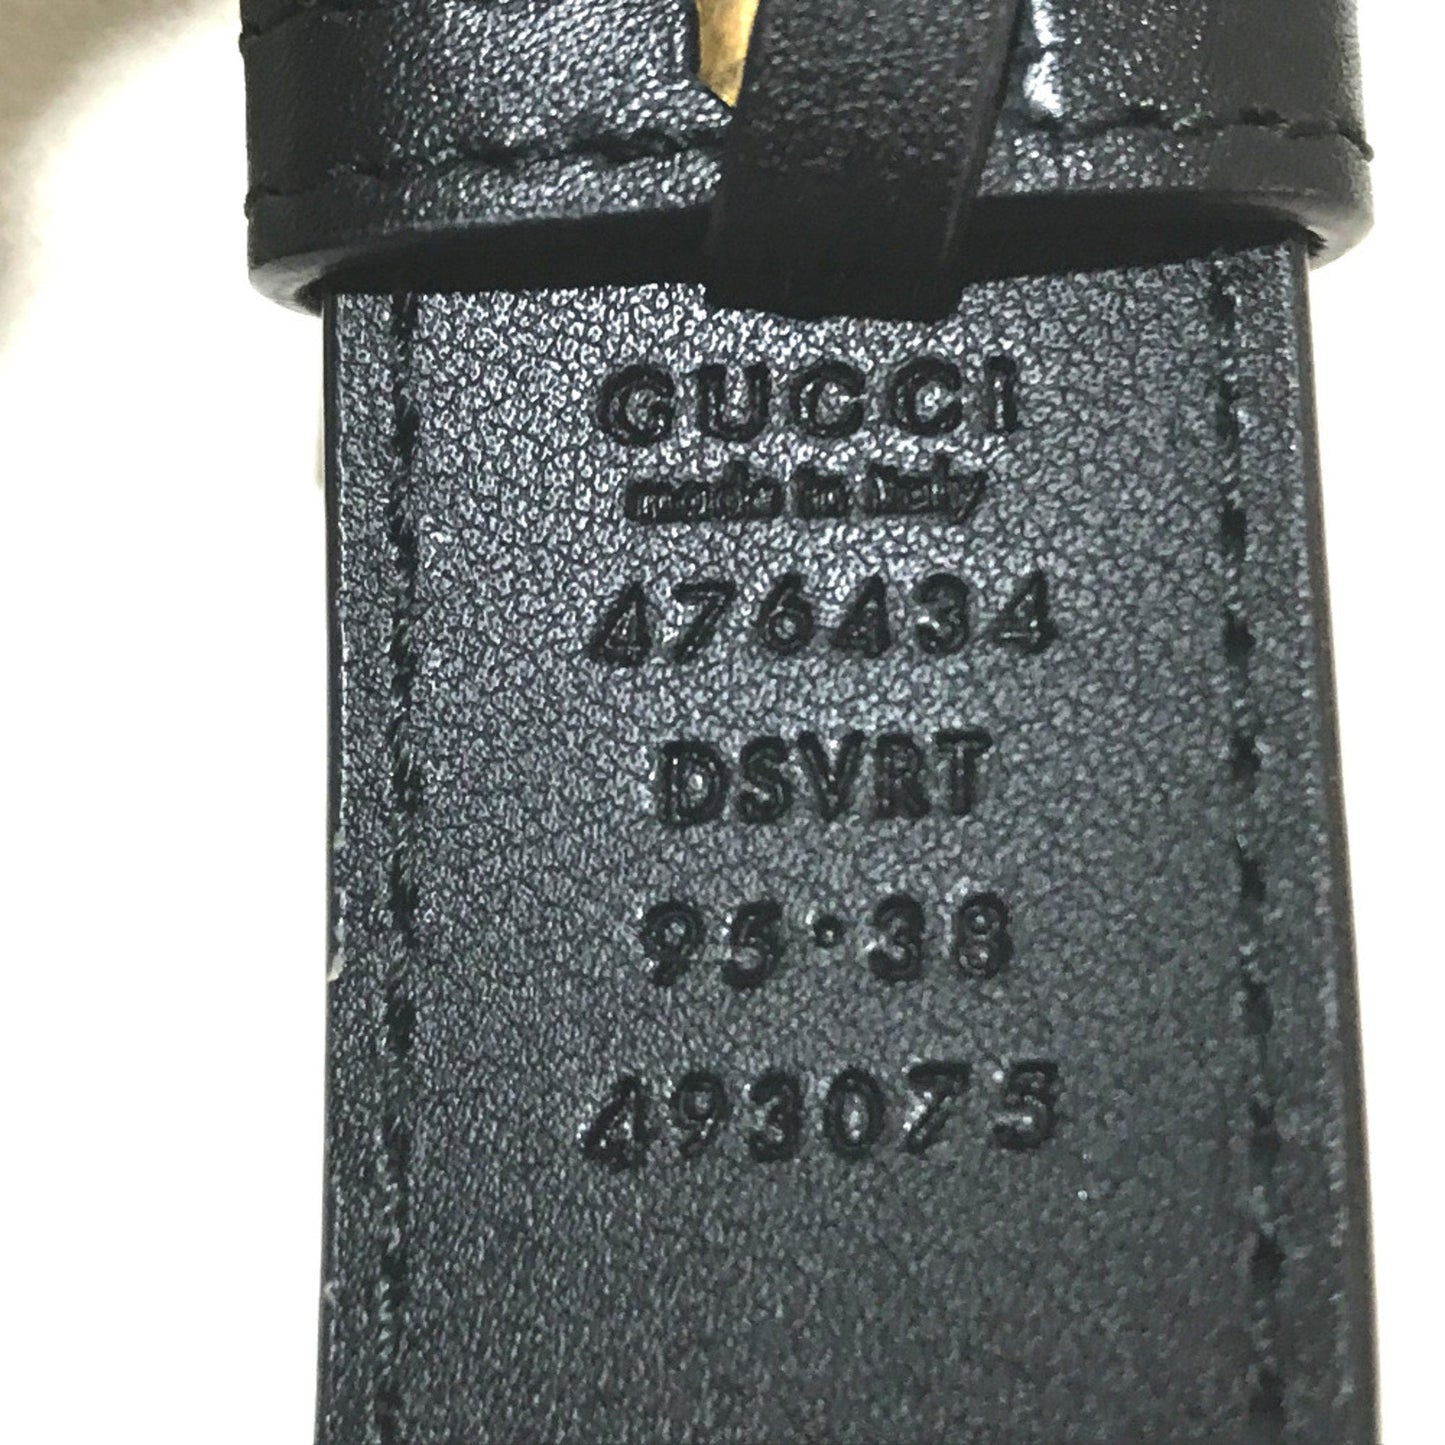 GUCCI
made in italy
476434
DSVRT
95·38
493075